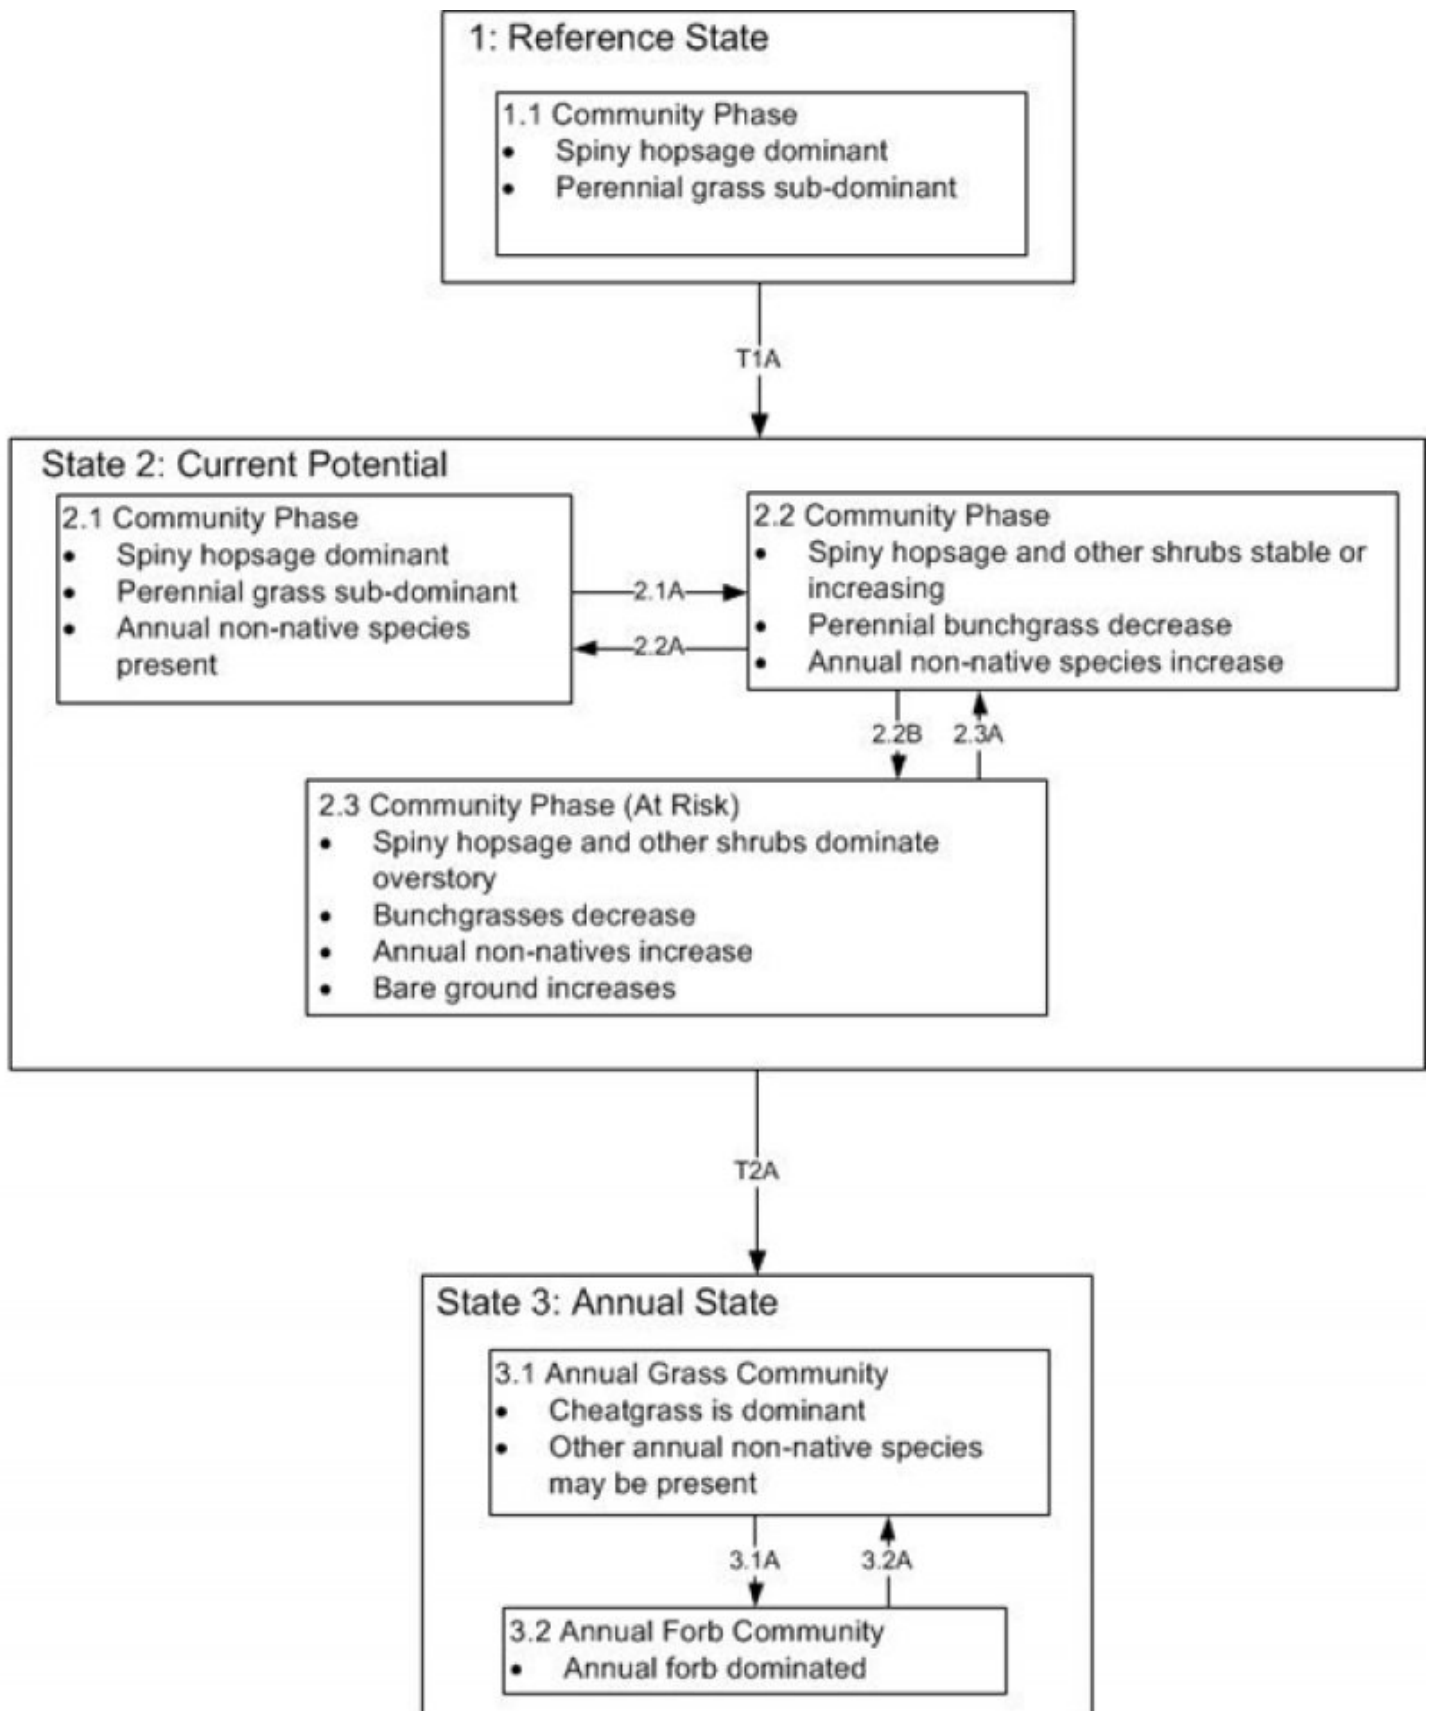 1: Reference State
1.1 Community Phase
• Spiny hopsage dominant
• Perennial grass sub-dominant
T1A
State 2: Current Potential
2.1 Community Phase
• Spiny hopsage dominant
• Perennial grass sub-dominant
• Annual non-native species
present
2.1A
2.2A
2.2 Community Phase
• Spiny hopsage and other shrubs stable or
increasing
• Perennial bunchgrass decrease
• Annual non-native species increase
2.2B
2.3A
2.3 Community Phase (At Risk)
• Spiny hopsage and other shrubs dominate
overstory
• Bunchgrasses decrease
• Annual non-natives increase
• Bare ground increases
T2A
State 3: Annual State
3.1 Annual Grass Community
• Cheatgrass is dominant
• Other annual non-native species
may be present
3.1A
3.2A
3.2 Annual Forb Community
• Annual forb dominated